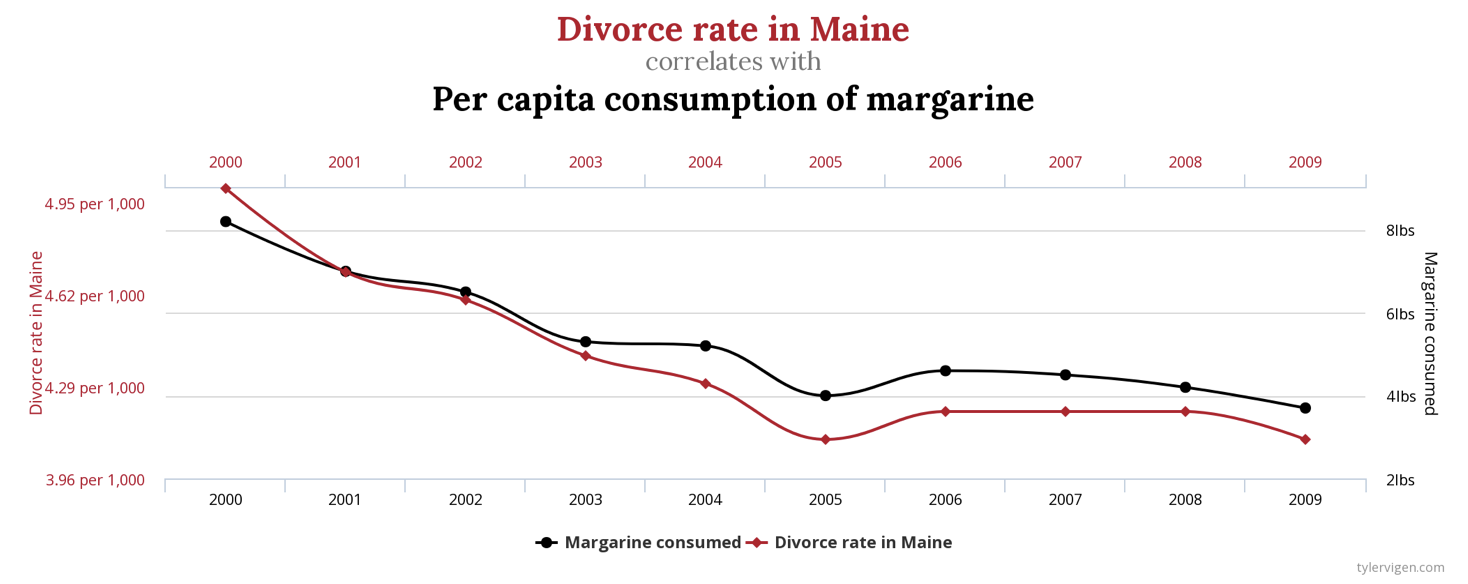 Divorce rate in Maine
correlates with
Per capita consumption of margarine
2000 2001 2002 2003 2004 2005 2006 2007 2008 2009
4.95 per 1,000
4.62 per 1,000
4.29 per 1,000
3.96 per 1,000
Divorce rate in Maine
8lbs
6lbs
4lbs
2lbs
Margarine consumed
2000 2001 2002 2003 2004 2005 2006 2007 2008 2009
Margarine consumed Divorce rate in Maine
tylervigen.com